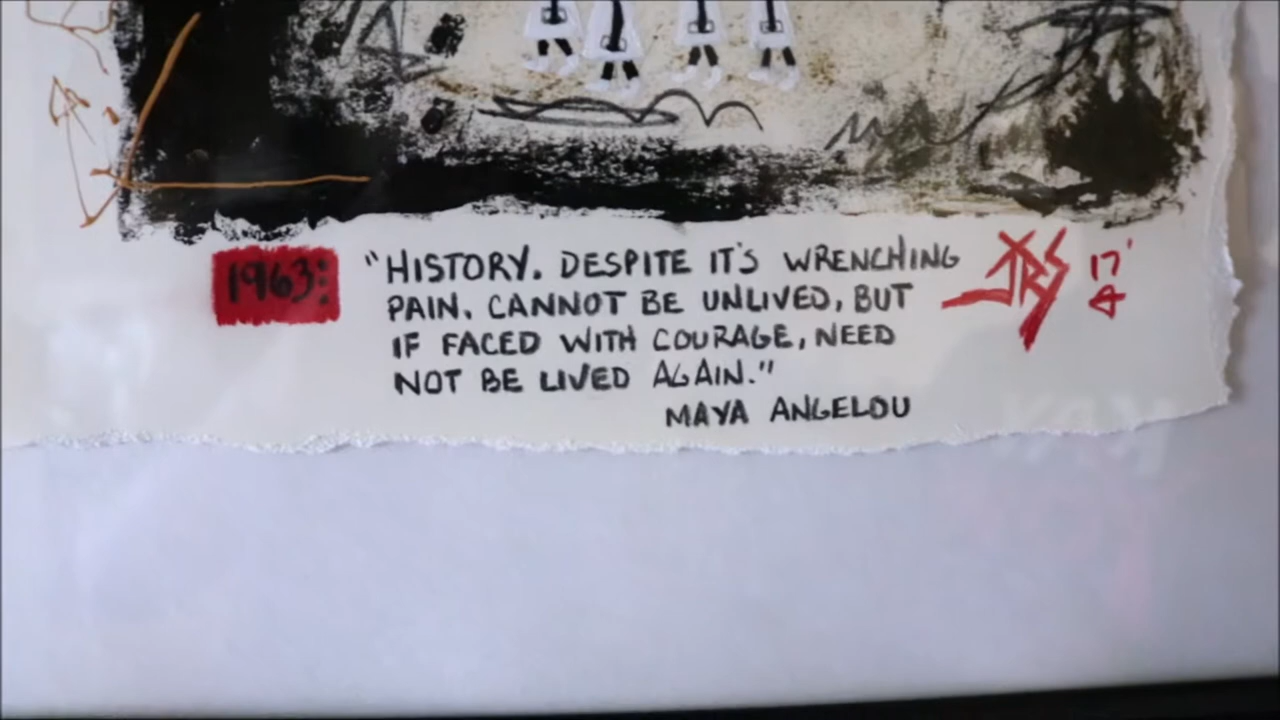 1963: "HISTORY. DESPITE IT'S WRENCHING
PAIN. CANNOT BE UNLIVED, BUT
IF FACED WITH COURAGE, NEED
NOT BE LIVED AGAIN."
MAYA ANGELOU
JRS 17'